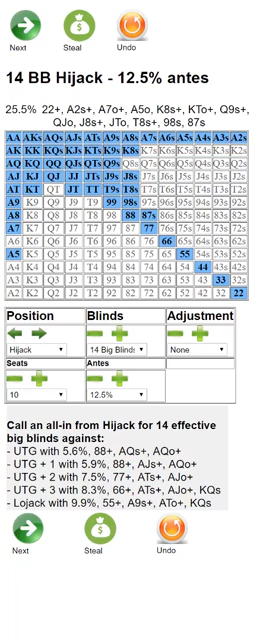 Next Steal Undo
14 BB Hijack - 12.5% antes
25.5% 22+, A2s+, A7o+, A5o, K8s+, KTo+, Q9s+,
QJo, J8s+, JTo, T8s+, 98s, 87s
AA AKs AQs AJs ATs A9s A8s A7s A6s A5s A4s A3s A2s
AK KK KQs KJs KTs K9s K8s K7s K6s K5s K4s K3s K2s
AQ KQ QQ QJs QTs Q9s Q8s Q7s Q6s Q5s Q4s Q3s Q2s
AJ KJ QJ JJ JTs J9s J8s J7s J6s J5s J4s J3s J2s
AT KT QT JT TT T9s T8s T7s T6s T5s T4s T3s T2s
A9 K9 Q9 J9 T9 99 98s 97s 96s 95s 94s 93s 92s
A8 K8 Q8 J8 T8 98 88 87s 86s 85s 84s 83s 82s
A7 K7 Q7 J7 T7 97 87 77 76s 75s 74s 73s 72s
A6 K6 Q6 J6 T6 96 86 76 66 65s 64s 63s 62s
A5 K5 Q5 J5 T5 95 85 75 65 55 54s 53s 52s
A4 K4 Q4 J4 T4 94 84 74 64 54 44 43s 42s
A3 K3 Q3 J3 T3 93 83 73 63 53 43 33 32s
A2 K2 Q2 J2 T2 92 82 72 62 52 42 32 22
Position Blinds Adjustment
Hijack 14 Big Blinds None
Seats Antes
10 12.5%
Call an all-in from Hijack for 14 effective
big blinds against:
- UTG with 5.6%, 88+, AQs+, AQo+
- UTG + 1 with 5.9%, 88+, AJs+, AQo+
- UTG + 2 with 7.5%, 77+, ATs+, AJo+
- UTG + 3 with 8.3%, 66+, ATs+, AJo+, KQs
- Lojack with 9.9%, 55+, A9s+, ATo+, KQs
Next Steal Undo